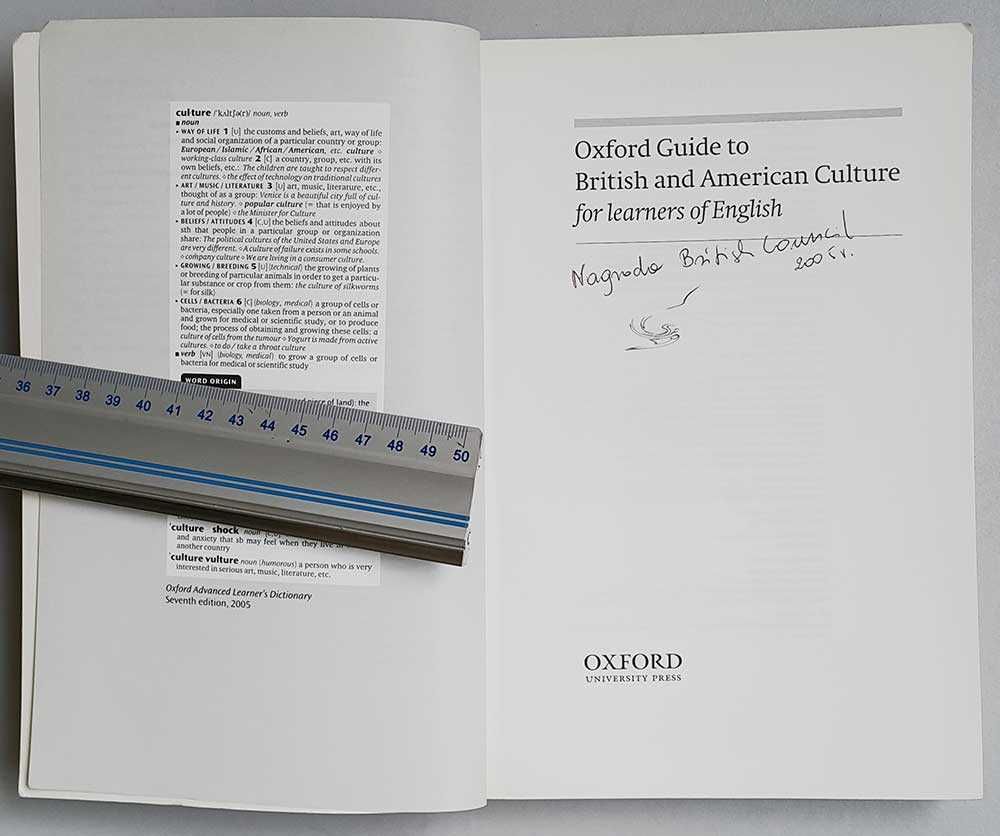 cul·ture /ˈkʌltʃə(r)/ noun, verb
■ noun
• WAY OF LIFE 1 [U] the customs and beliefs, art, way of life
and social organization of a particular country or group:
European / Islamic / African / American, etc. culture ◇
working-class culture 2 [C] a country, group, etc. with its
own beliefs, etc.: The children are taught to respect differ-
ent cultures. ◇ the effect of technology on traditional cultures
• ART / MUSIC / LITERATURE 3 [U] art, music, literature, etc.,
thought of as a group: Venice is a beautiful city full of cul-
ture and history. ◇ popular culture (= that is enjoyed by
a lot of people) ◇ the Minister for Culture
• BELIEFS / ATTITUDES 4 [C,U] the beliefs and attitudes about
sth that people in a particular group or organization
share: The political cultures of the United States and Europe
are very different. ◇ A culture of failure exists in some schools.
◇ company culture ◇ We are living in a consumer culture.
• GROWING / BREEDING 5 [U] (technical) the growing of plants
or breeding of particular animals in order to get a particu-
lar substance or crop from them: the culture of silkworms
(= for silk)
• CELLS / BACTERIA 6 [C] (biology, medical) a group of cells or
bacteria, especially one taken from a person or an animal
and grown for medical or scientific study, or to produce
food; the process of obtaining and growing these cells: a
culture of cells from the tumour ◇ Yogurt is made from active
cultures. ◇ to do / take a throat culture
■ verb [VN] (biology, medical) to grow a group of cells or
bacteria for medical or scientific study
WORD ORIGIN
piece of land): the
36 37 38 39 40 41 42 43 44 45 46 47 48 49 50
ˈculture shock noun [C,U]
and anxiety that sb may feel when they live in
another country
ˈculture vulture noun (humorous) a person who is very
interested in serious art, music, literature, etc.
Oxford Advanced Learner's Dictionary
Seventh edition, 2005
Oxford Guide to
British and American Culture
for learners of English
Nagroda British Council
2005 r.
OXFORD
UNIVERSITY PRESS